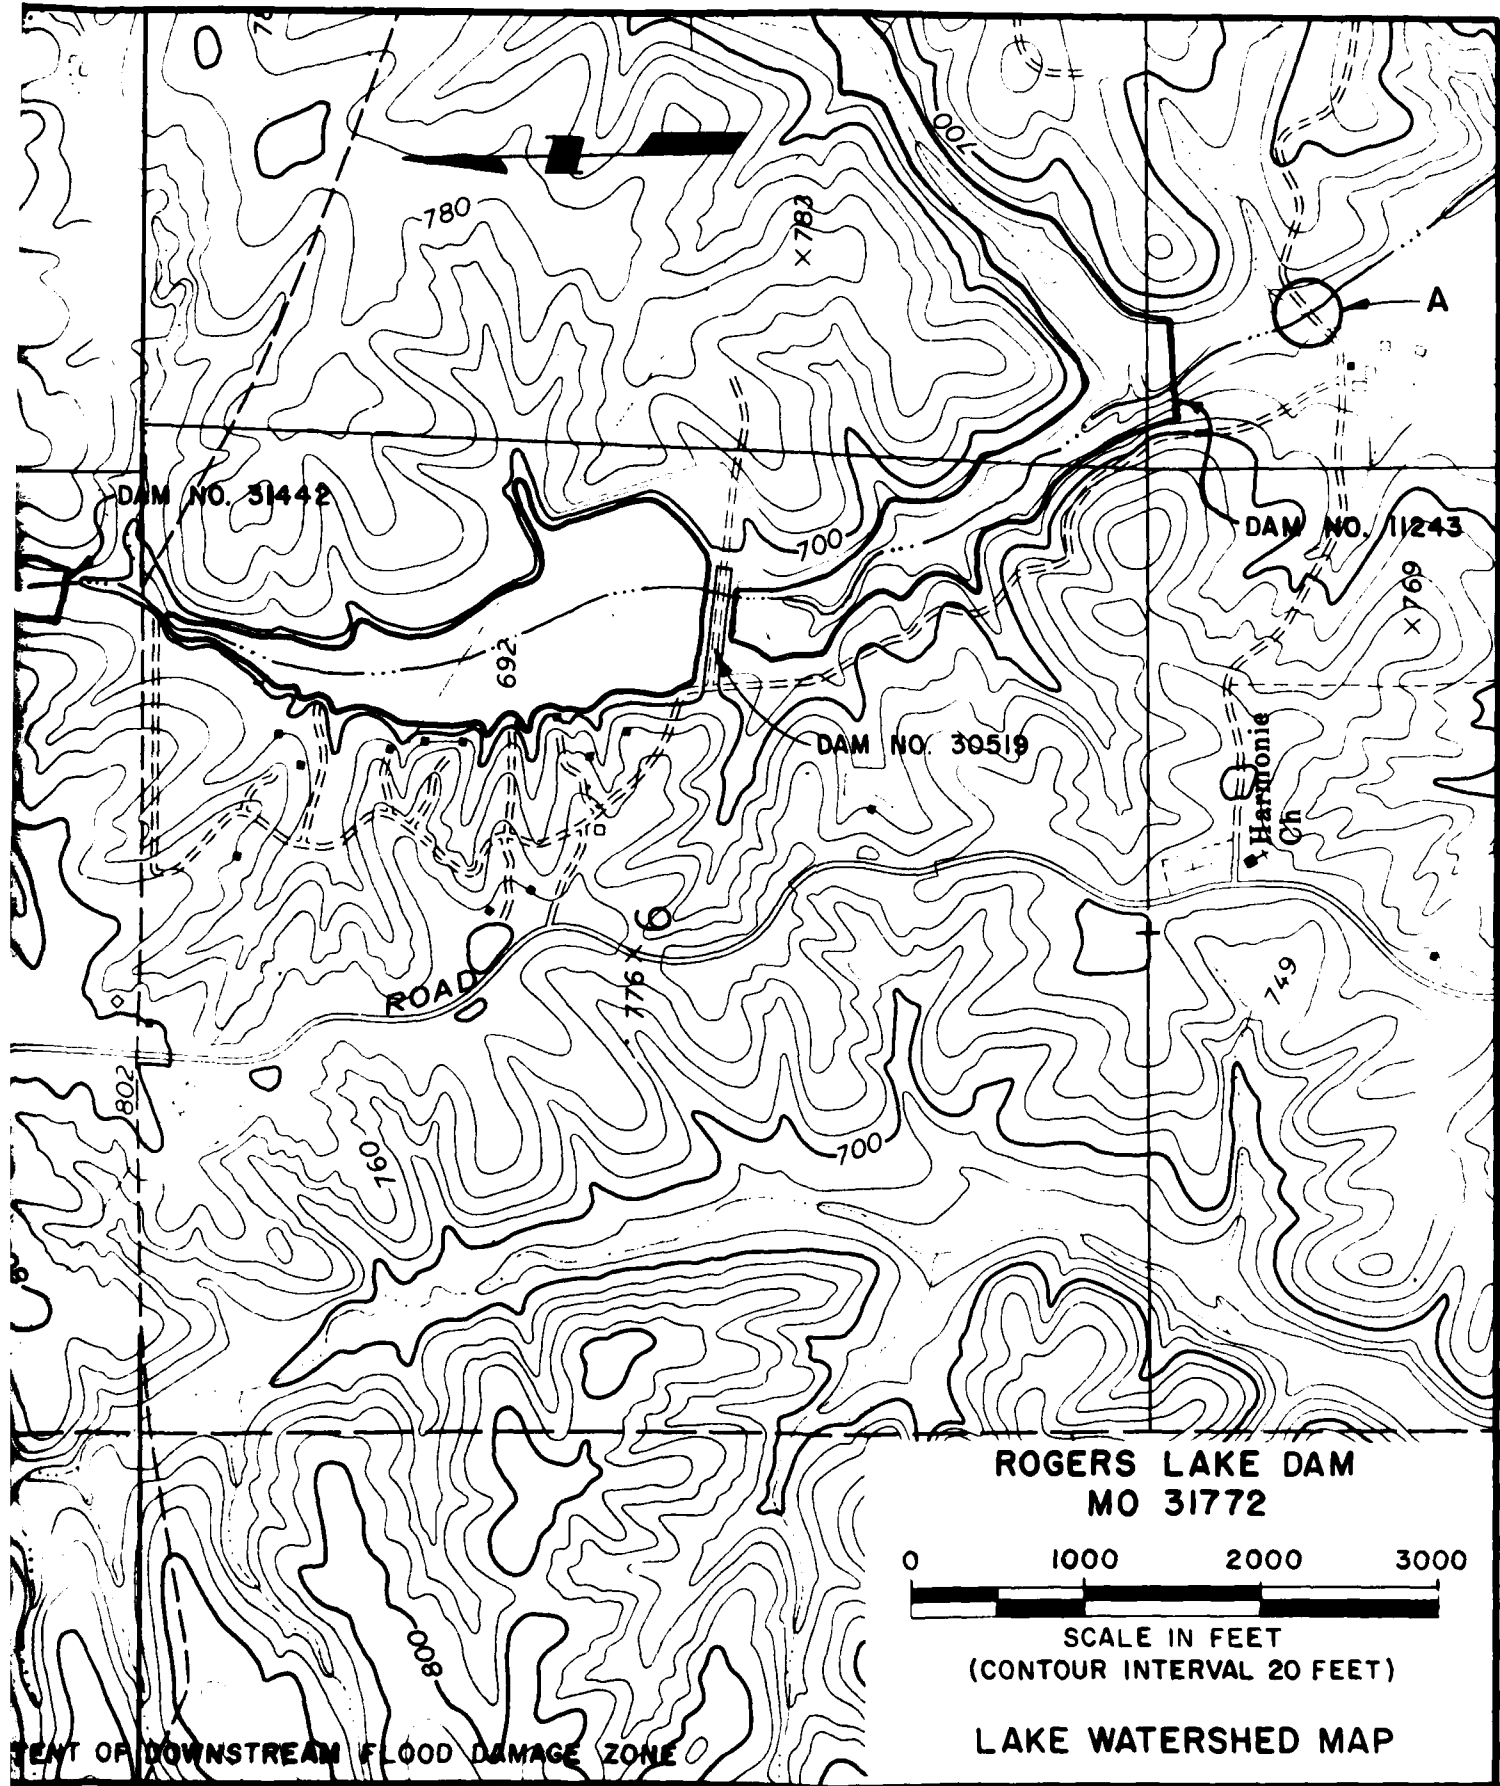 700
780
×783
A
DAM NO. 31442
DAM NO. 11243
700
×769
692
DAM NO. 30519
Harmonie
Ch
6
776 ×
ROAD
749
802
760
700
ROGERS LAKE DAM
MO 31772
0 1000 2000 3000
SCALE IN FEET
(CONTOUR INTERVAL 20 FEET)
800
LAKE WATERSHED MAP
TENT OF DOWNSTREAM FLOOD DAMAGE ZONE